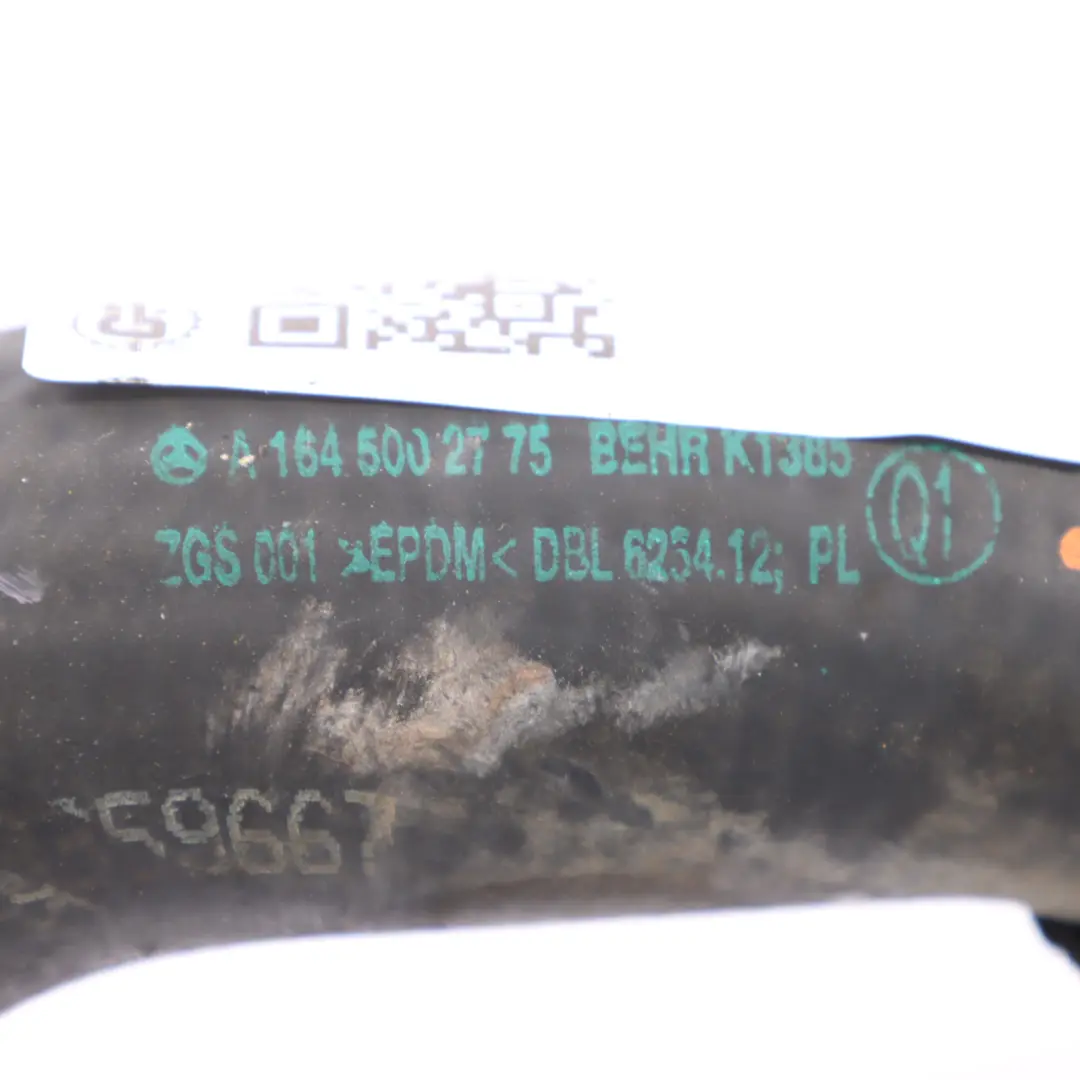 A 164 500 27 75 BEHR K1385
Q1
ZGS 001 >EPDM< DBL 6254.12; PL
59667